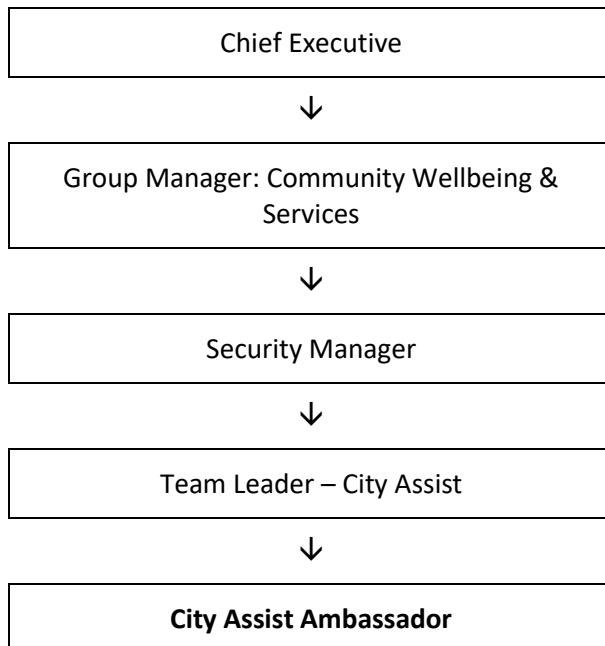 Chief Executive
Group Manager: Community Wellbeing &
Services
Security Manager
Team Leader – City Assist
City Assist Ambassador